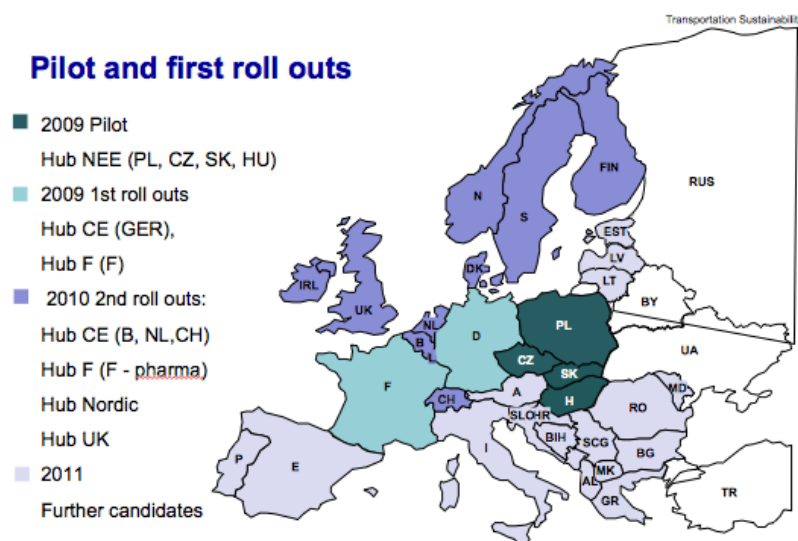 Transportation Sustainabilit
Pilot and first roll outs
2009 Pilot
Hub NEE (PL, CZ, SK, HU)
2009 1st roll outs
Hub CE (GER),
Hub F (F)
2010 2nd roll outs:
Hub CE (B, NL,CH)
Hub F (F - pharma)
Hub Nordic
Hub UK
2011
Further candidates
RUS
FIN
N
S
EST
LV
LT
DK
IRL
UK
BY
NL
B
L
D
PL
CZ
SK
UA
F
CH
A
H
MD
SLO
HR
RO
BIH
SCG
P
E
I
BG
MK
AL
GR
TR